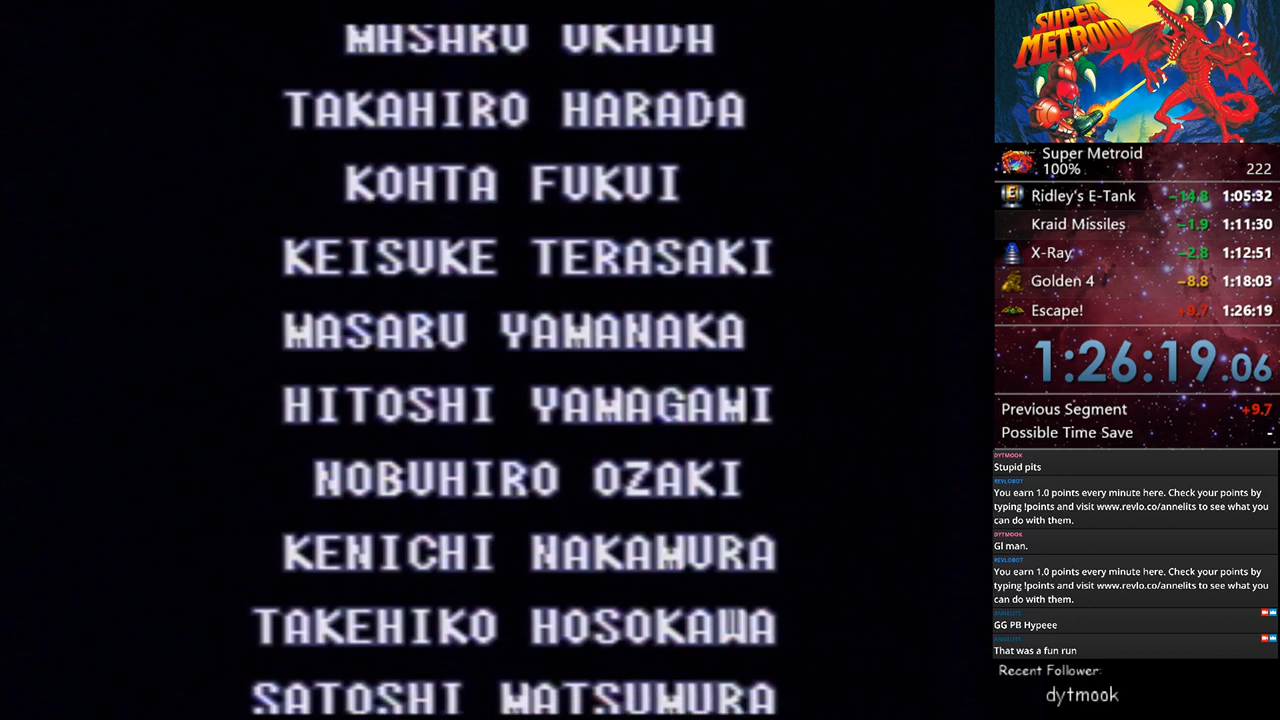 MASARU OKADA
TAKAHIRO HARADA
KOHTA FUKUI
KEISUKE TERASAKI
MASARU YAMANAKA
HITOSHI YAMAGAMI
NOBUHIRO OZAKI
KENICHI NAKAMURA
TAKEHIKO HOSOKAWA
SATOSHI MATSUMURA
SUPER METROID
Super Metroid
100% 222
Ridley's E-Tank −14.8 1:05:32
Kraid Missiles −1.9 1:11:30
X-Ray −2.8 1:12:51
Golden 4 −8.8 1:18:03
Escape! +9.7 1:26:19
1:26:19.06
Previous Segment +9.7
Possible Time Save -
DYTMOOK
Stupid pits
REVLOBOT
You earn 1.0 points every minute here. Check your points by
typing !points and visit www.revlo.co/annelits to see what you
can do with them.
DYTMOOK
Gl man.
REVLOBOT
You earn 1.0 points every minute here. Check your points by
typing !points and visit www.revlo.co/annelits to see what you
can do with them.
ANNELITS
GG PB Hypeee
ANNELITS
That was a fun run
Recent Follower:
dytmook